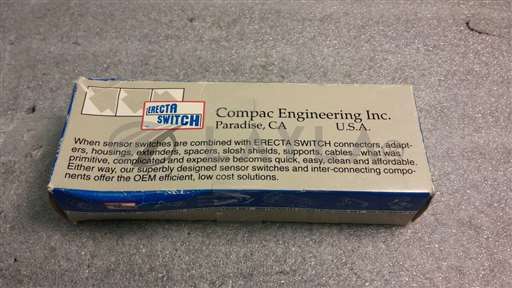 ERECTA
SWITCH
Compac Engineering Inc.
Paradise, CA U.S.A.
When sensor switches are combined with ERECTA SWITCH connectors, adapt-
ers, housings, extenders, spacers, slosh shields, supports, cables...what was
primitive, complicated and expensive becomes quick, easy, clean and affordable.
Either way, our superbly designed sensor switches and inter-connecting compo-
nents offer the OEM efficient, low cost solutions.